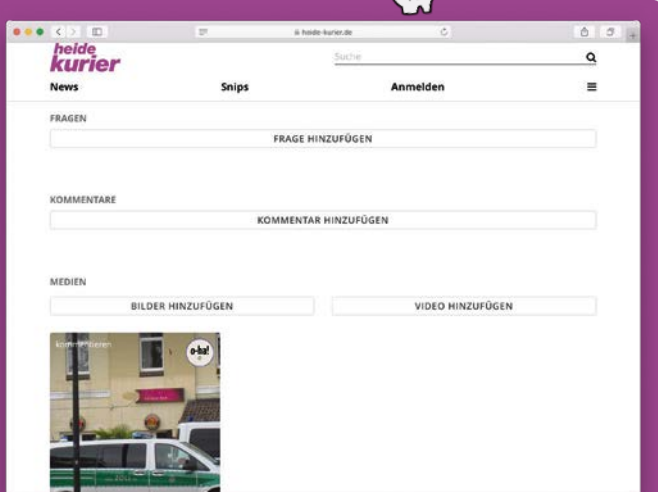 heide-kurier.de
heide
kurier
Suche
News
Snips
Anmelden
FRAGEN
FRAGE HINZUFÜGEN
KOMMENTARE
KOMMENTAR HINZUFÜGEN
MEDIEN
BILDER HINZUFÜGEN
VIDEO HINZUFÜGEN
kommentieren
o-ha!
ZOLL